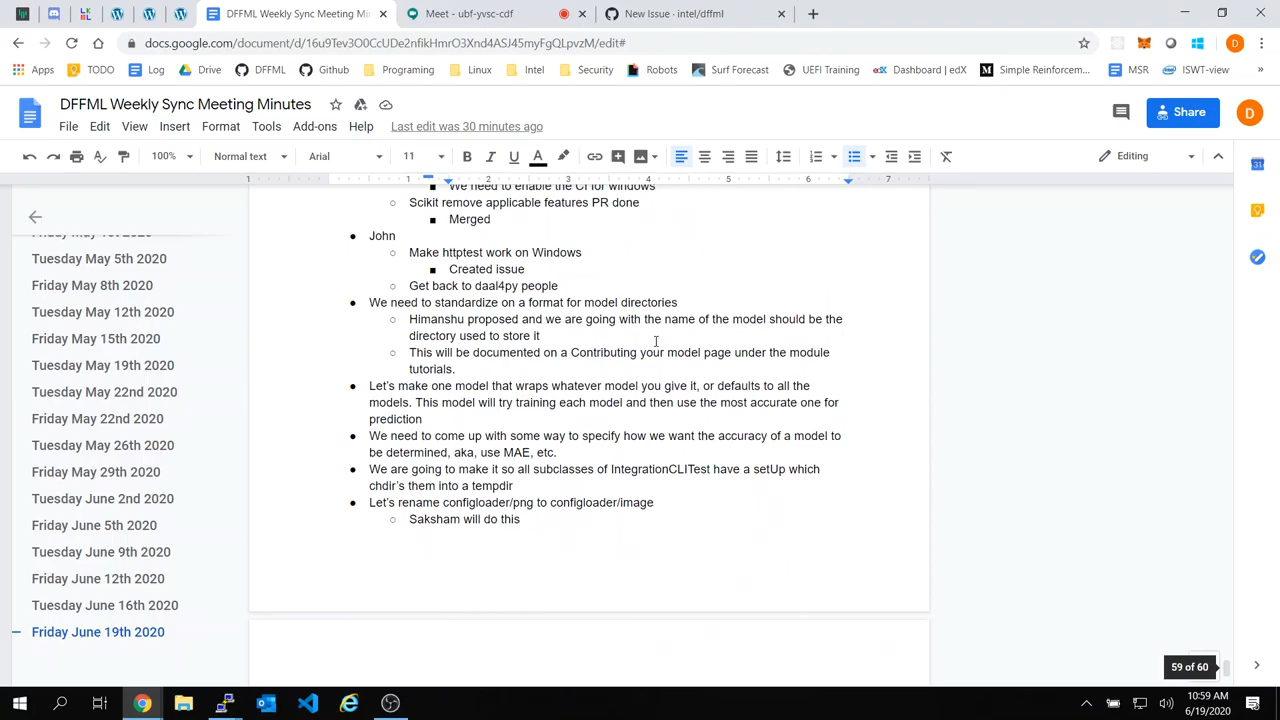 DFFML Weekly Sync Meeting Min
Meet - ubf-yvsc-cdf
New Issue · intel/dffml
docs.google.com/document/d/16u9Tev3O0CcUDe2nfikHmrO3Xnd4ASJ45myFgQLpvzM/edit#
Apps TODO Log Drive DFFML Github Programing Linux Intel Security Robots Surf Forecast UEFI Training Dashboard | edX Simple Reinforcem... MSR ISWT-view
DFFML Weekly Sync Meeting Minutes
File Edit View Insert Format Tools Add-ons Help Last edit was 30 minutes ago
Share
D
100% Normal text Arial 11 Editing
1 1 2 3 4 5 6 7
Tuesday May 5th 2020
Friday May 8th 2020
Tuesday May 12th 2020
Friday May 15th 2020
Tuesday May 19th 2020
Tuesday May 22nd 2020
Friday May 22nd 2020
Tuesday May 26th 2020
Friday May 29th 2020
Tuesday June 2nd 2020
Friday June 5th 2020
Tuesday June 9th 2020
Friday June 12th 2020
Tuesday June 16th 2020
Friday June 19th 2020
We need to enable the CI for windows
Scikit remove applicable features PR done
Merged
John
Make httptest work on Windows
Created issue
Get back to daal4py people
We need to standardize on a format for model directories
Himanshu proposed and we are going with the name of the model should be the
directory used to store it
This will be documented on a Contributing your model page under the module
tutorials.
Let's make one model that wraps whatever model you give it, or defaults to all the
models. This model will try training each model and then use the most accurate one for
prediction
We need to come up with some way to specify how we want the accuracy of a model to
be determined, aka, use MAE, etc.
We are going to make it so all subclasses of IntegrationCLITest have a setUp which
chdir's them into a tempdir
Let's rename configloader/png to configloader/image
Saksham will do this
59 of 60
10:59 AM
6/19/2020